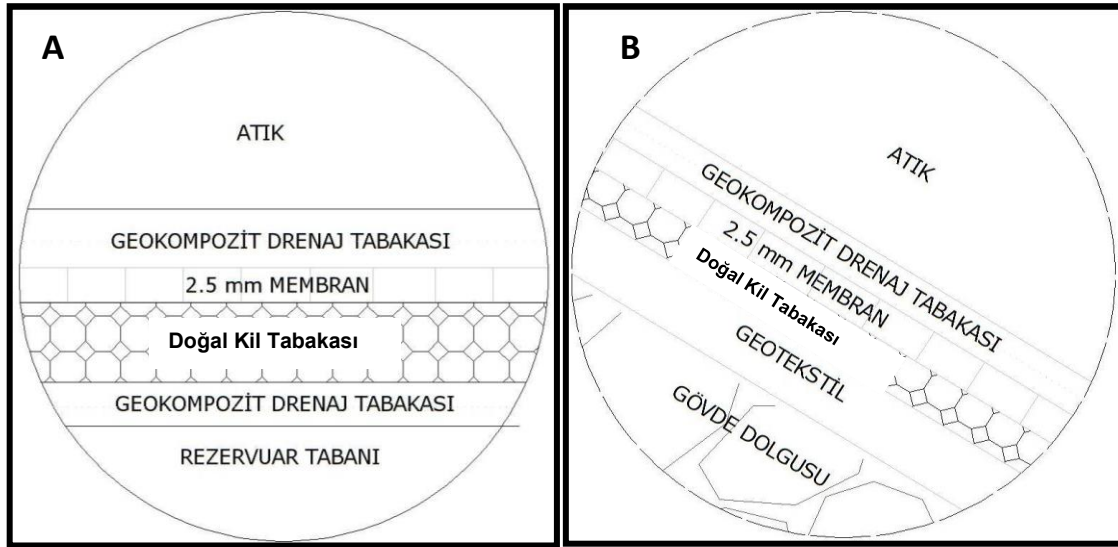 A
ATIK
GEOKOMPOZİT DRENAJ TABAKASI
2.5 mm MEMBRAN
Doğal Kil Tabakası
GEOKOMPOZİT DRENAJ TABAKASI
REZERVUAR TABANI
B
ATIK
GEOKOMPOZİT DRENAJ TABAKASI
2.5 mm MEMBRAN
Doğal Kil Tabakası
GEOTEKSTİL
GÖVDE DOLGUSU